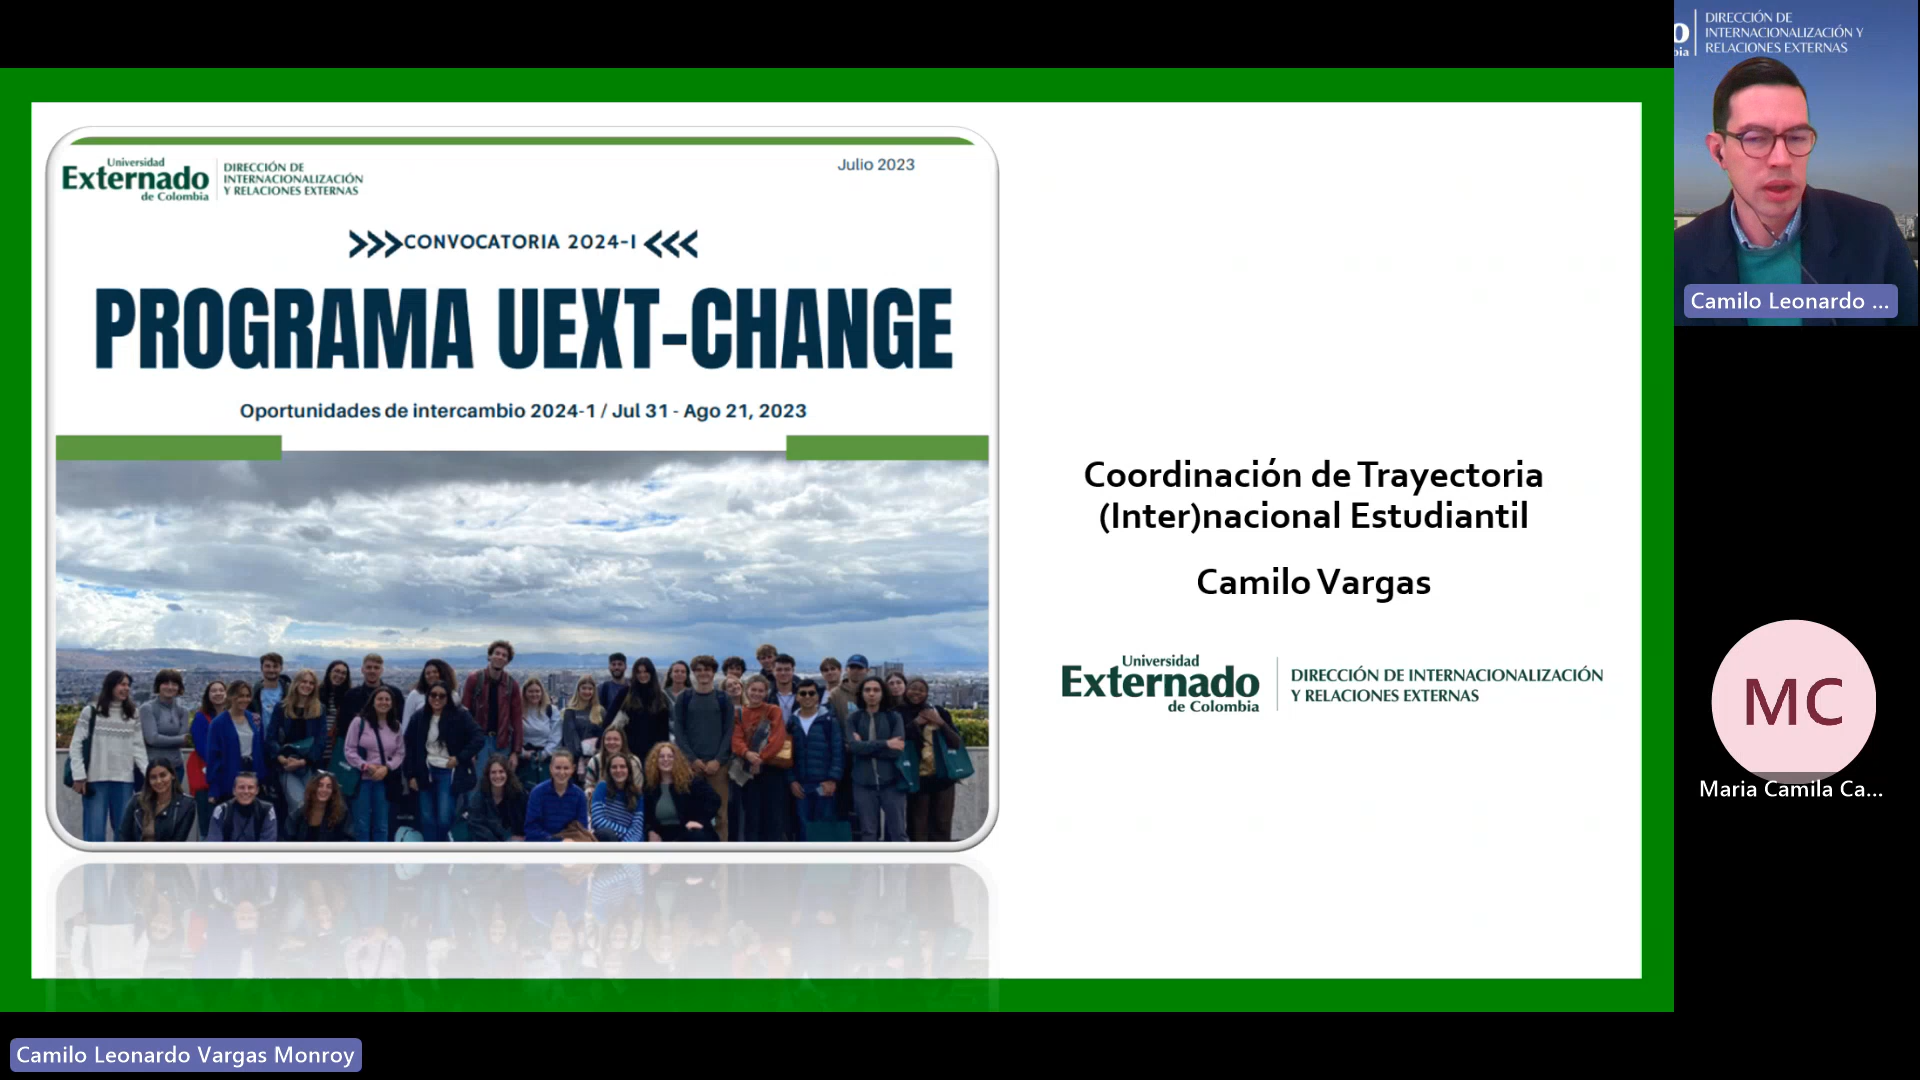 Universidad
Externado
de Colombia
DIRECCIÓN DE
INTERNACIONALIZACIÓN
Y RELACIONES EXTERNAS
Julio 2023
>>>CONVOCATORIA 2024-I <<<
PROGRAMA UEXT-CHANGE
Oportunidades de intercambio 2024-1 / Jul 31 - Ago 21, 2023
Coordinación de Trayectoria
(Inter)nacional Estudiantil
Camilo Vargas
Universidad
Externado
de Colombia
DIRECCIÓN DE INTERNACIONALIZACIÓN
Y RELACIONES EXTERNAS
DIRECCIÓN DE
INTERNACIONALIZACIÓN Y
RELACIONES EXTERNAS
Camilo Leonardo ...
MC
Maria Camila Ca...
Camilo Leonardo Vargas Monroy